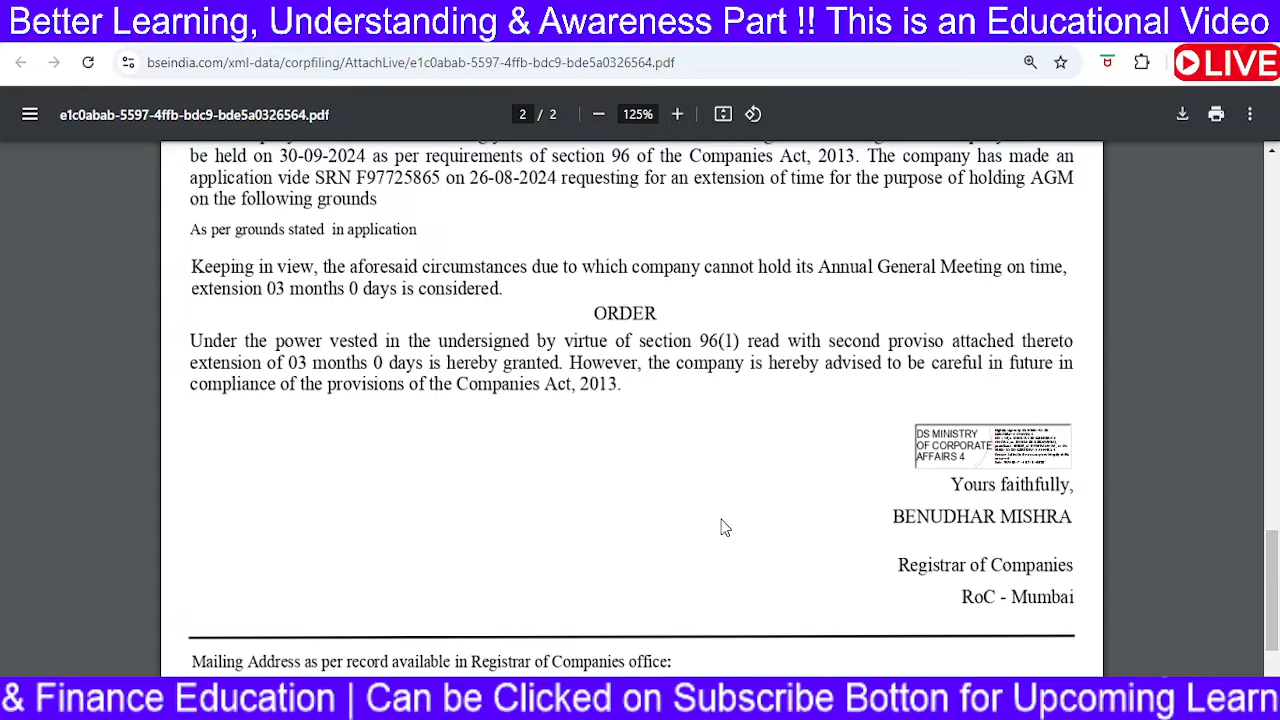 Better Learning, Understanding & Awareness Part !! This is an Educational Video
bseindia.com/xml-data/corpfiling/AttachLive/e1c0abab-5597-4ffb-bdc9-bde5a0326564.pdf
LIVE
e1c0abab-5597-4ffb-bdc9-bde5a0326564.pdf
2 / 2
125%
be held on 30-09-2024 as per requirements of section 96 of the Companies Act, 2013. The company has made an
application vide SRN F97725865 on 26-08-2024 requesting for an extension of time for the purpose of holding AGM
on the following grounds
As per grounds stated in application
Keeping in view, the aforesaid circumstances due to which company cannot hold its Annual General Meeting on time,
extension 03 months 0 days is considered.
ORDER
Under the power vested in the undersigned by virtue of section 96(1) read with second proviso attached thereto
extension of 03 months 0 days is hereby granted. However, the company is hereby advised to be careful in future in
compliance of the provisions of the Companies Act, 2013.
DS MINISTRY
OF CORPORATE
AFFAIRS 4
Yours faithfully,
BENUDHAR MISHRA
Registrar of Companies
RoC - Mumbai
Mailing Address as per record available in Registrar of Companies office:
& Finance Education | Can be Clicked on Subscribe Botton for Upcoming Learn